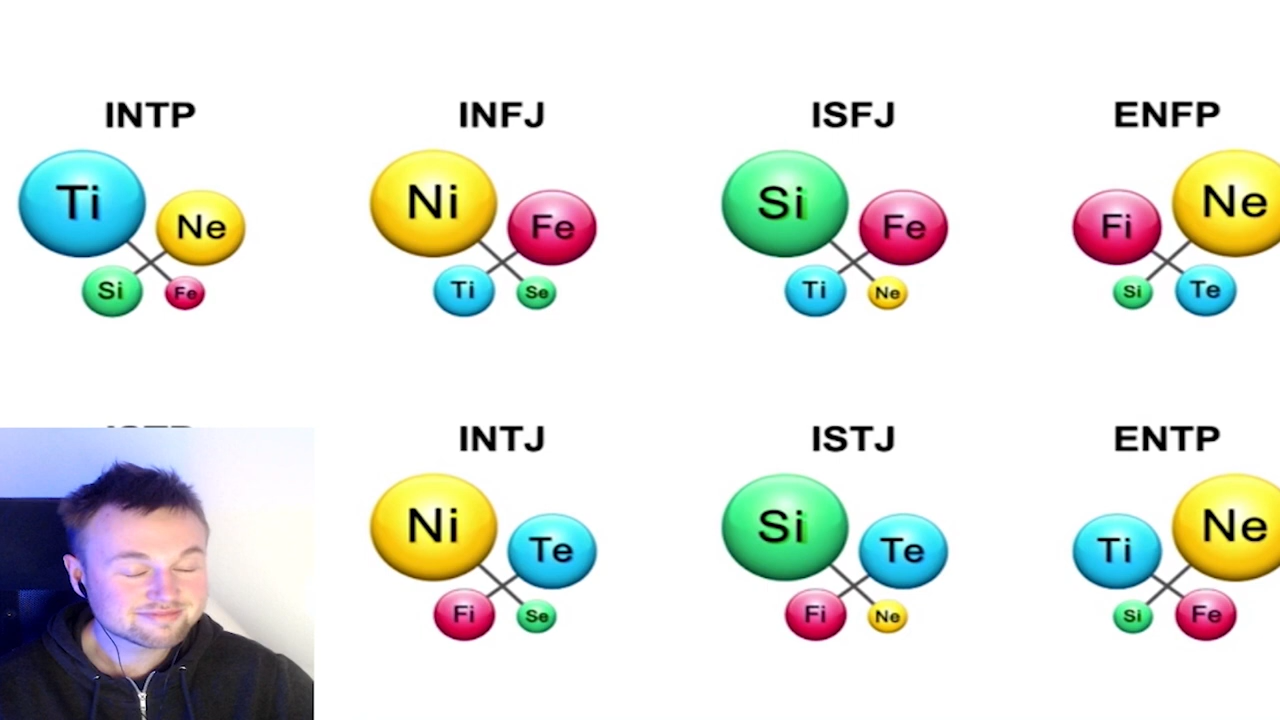 INTP INFJ ISFJ ENFP
Ti Ne Ni Fe Si Fe Fi Ne
Si Fe Ti Se Ti Ne Si Te
INTJ ISTJ ENTP
Ni Te Si Te Ti Ne
Fi Se Fi Ne Si Fe